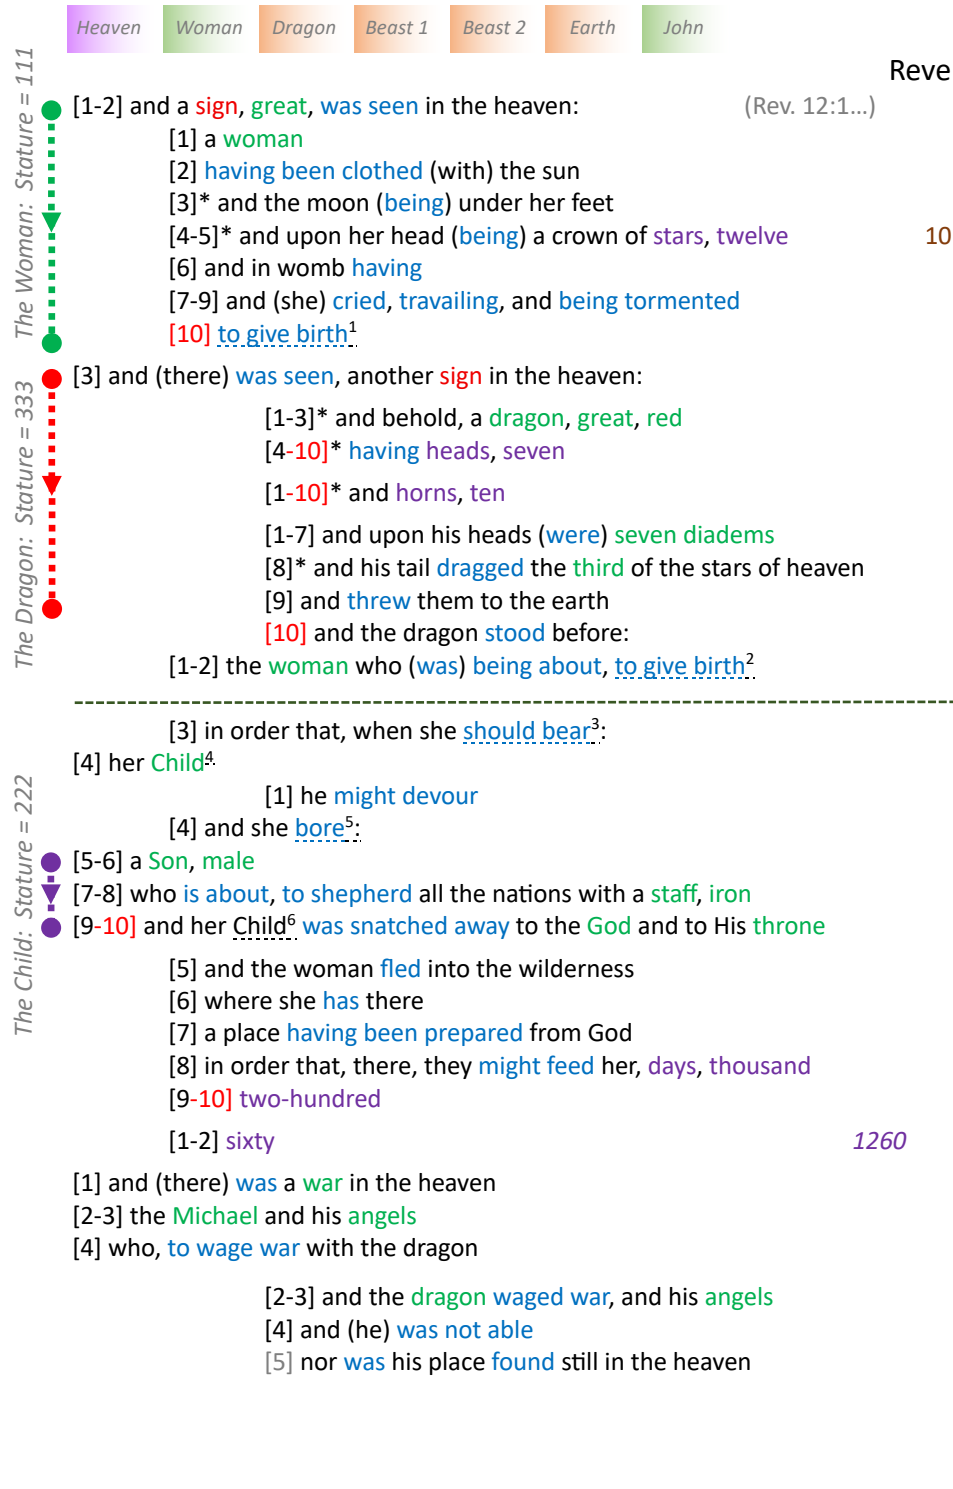 Heaven Woman Dragon Beast 1 Beast 2 Earth John
Reve
The Woman: Stature = 111
[1-2] and a sign, great, was seen in the heaven: (Rev. 12:1...)
[1] a woman
[2] having been clothed (with) the sun
[3]* and the moon (being) under her feet
[4-5]* and upon her head (being) a crown of stars, twelve 10
[6] and in womb having
[7-9] and (she) cried, travailing, and being tormented
[10] to give birth1
The Dragon: Stature = 333
[3] and (there) was seen, another sign in the heaven:
[1-3]* and behold, a dragon, great, red
[4-10]* having heads, seven
[1-10]* and horns, ten
[1-7] and upon his heads (were) seven diadems
[8]* and his tail dragged the third of the stars of heaven
[9] and threw them to the earth
[10] and the dragon stood before:
[1-2] the woman who (was) being about, to give birth2
[3] in order that, when she should bear3:
[4] her Child4
[1] he might devour
[4] and she bore5:
The Child: Stature = 222
[5-6] a Son, male
[7-8] who is about, to shepherd all the nations with a staff, iron
[9-10] and her Child6 was snatched away to the God and to His throne
[5] and the woman fled into the wilderness
[6] where she has there
[7] a place having been prepared from God
[8] in order that, there, they might feed her, days, thousand
[9-10] two-hundred
[1-2] sixty 1260
[1] and (there) was a war in the heaven
[2-3] the Michael and his angels
[4] who, to wage war with the dragon
[2-3] and the dragon waged war, and his angels
[4] and (he) was not able
[5] nor was his place found still in the heaven